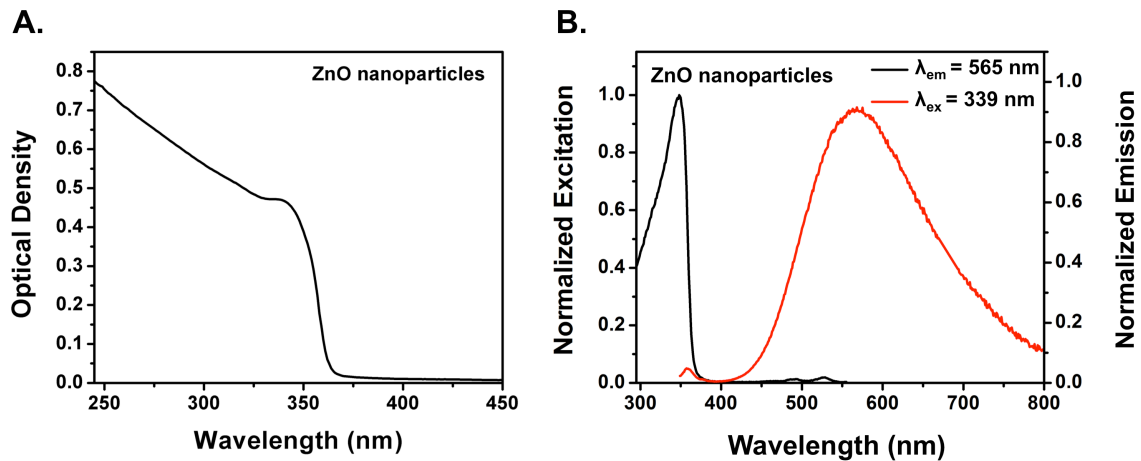 A.
ZnO nanoparticles
Optical Density
0.8
0.7
0.6
0.5
0.4
0.3
0.2
0.1
0.0
250
300
350
400
450
Wavelength (nm)
B.
ZnO nanoparticles
λem = 565 nm
λex = 339 nm
Normalized Excitation
1.0
0.8
0.6
0.4
0.2
0.0
300
400
500
600
700
800
Wavelength (nm)
1.0
0.8
0.6
0.4
0.2
0.0
Normalized Emission